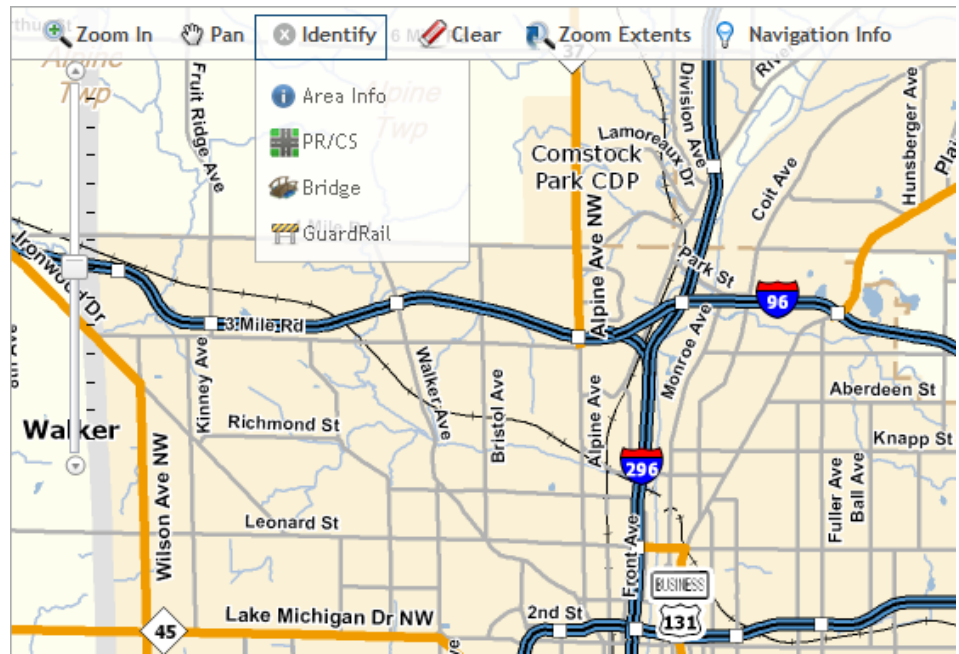 Zoom In
Pan
Identify
Clear
Zoom Extents
Navigation Info
Area Info
PR/CS
Bridge
GuardRail
Alpine
Twp
Alpine
Twp
37
Fruit Ridge Ave
Division Ave
Lamoreaux Dr
Comstock
Park CDP
Coit Ave
Hunsberger Ave
Ironwood Dr
Park St
Alpine Ave NW
96
3 Mile Rd
8th Ave
Kinney Ave
Walker Ave
Bristol Ave
Alpine Ave
Monroe Ave
Aberdeen St
Richmond St
Walker
Knapp St
296
Wilson Ave NW
Leonard St
Front Ave
Fuller Ave
Ball Ave
BUSINESS
131
2nd St
Lake Michigan Dr NW
45